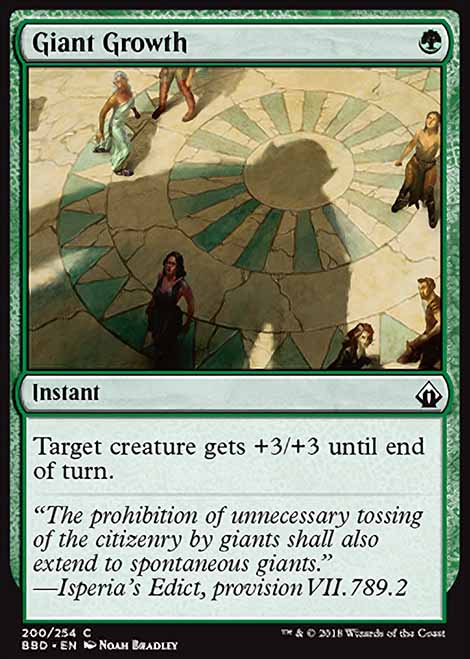 Giant Growth
Instant
Target creature gets +3/+3 until end
of turn.
“The prohibition of unnecessary tossing
of the citizenry by giants shall also
extend to spontaneous giants.”
—Isperia’s Edict, provision VII.789.2
200/254 C
BBD • EN Noah Bradley
™ & © 2018 Wizards of the Coast